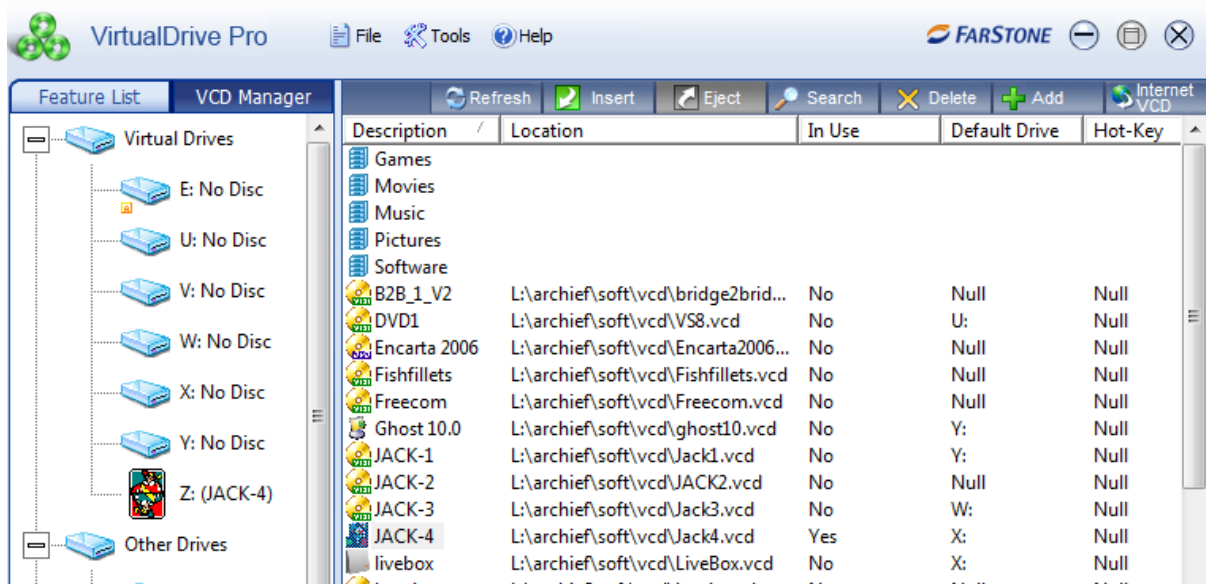 VirtualDrive Pro File Tools Help FARSTONE
Feature List VCD Manager Refresh Insert Eject Search Delete Add Internet VCD
Virtual Drives
E: No Disc
U: No Disc
V: No Disc
W: No Disc
X: No Disc
Y: No Disc
Z: (JACK-4)
Other Drives
Description Location In Use Default Drive Hot-Key
Games
Movies
Music
Pictures
Software
B2B_1_V2 L:\archief\soft\vcd\bridge2brid... No Null Null
DVD1 L:\archief\soft\vcd\VS8.vcd No U: Null
Encarta 2006 L:\archief\soft\vcd\Encarta2006... No Null Null
Fishfillets L:\archief\soft\vcd\Fishfillets.vcd No Null Null
Freecom L:\archief\soft\vcd\Freecom.vcd No Null Null
Ghost 10.0 L:\archief\soft\vcd\ghost10.vcd No Y: Null
JACK-1 L:\archief\soft\vcd\Jack1.vcd No Y: Null
JACK-2 L:\archief\soft\vcd\JACK2.vcd No Null Null
JACK-3 L:\archief\soft\vcd\Jack3.vcd No W: Null
JACK-4 L:\archief\soft\vcd\Jack4.vcd Yes X: Null
livebox L:\archief\soft\vcd\LiveBox.vcd No X: Null